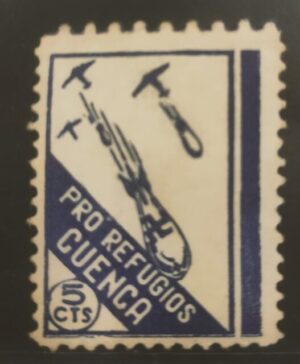 PRO REFUGIOS
CUENCA
5
CTS